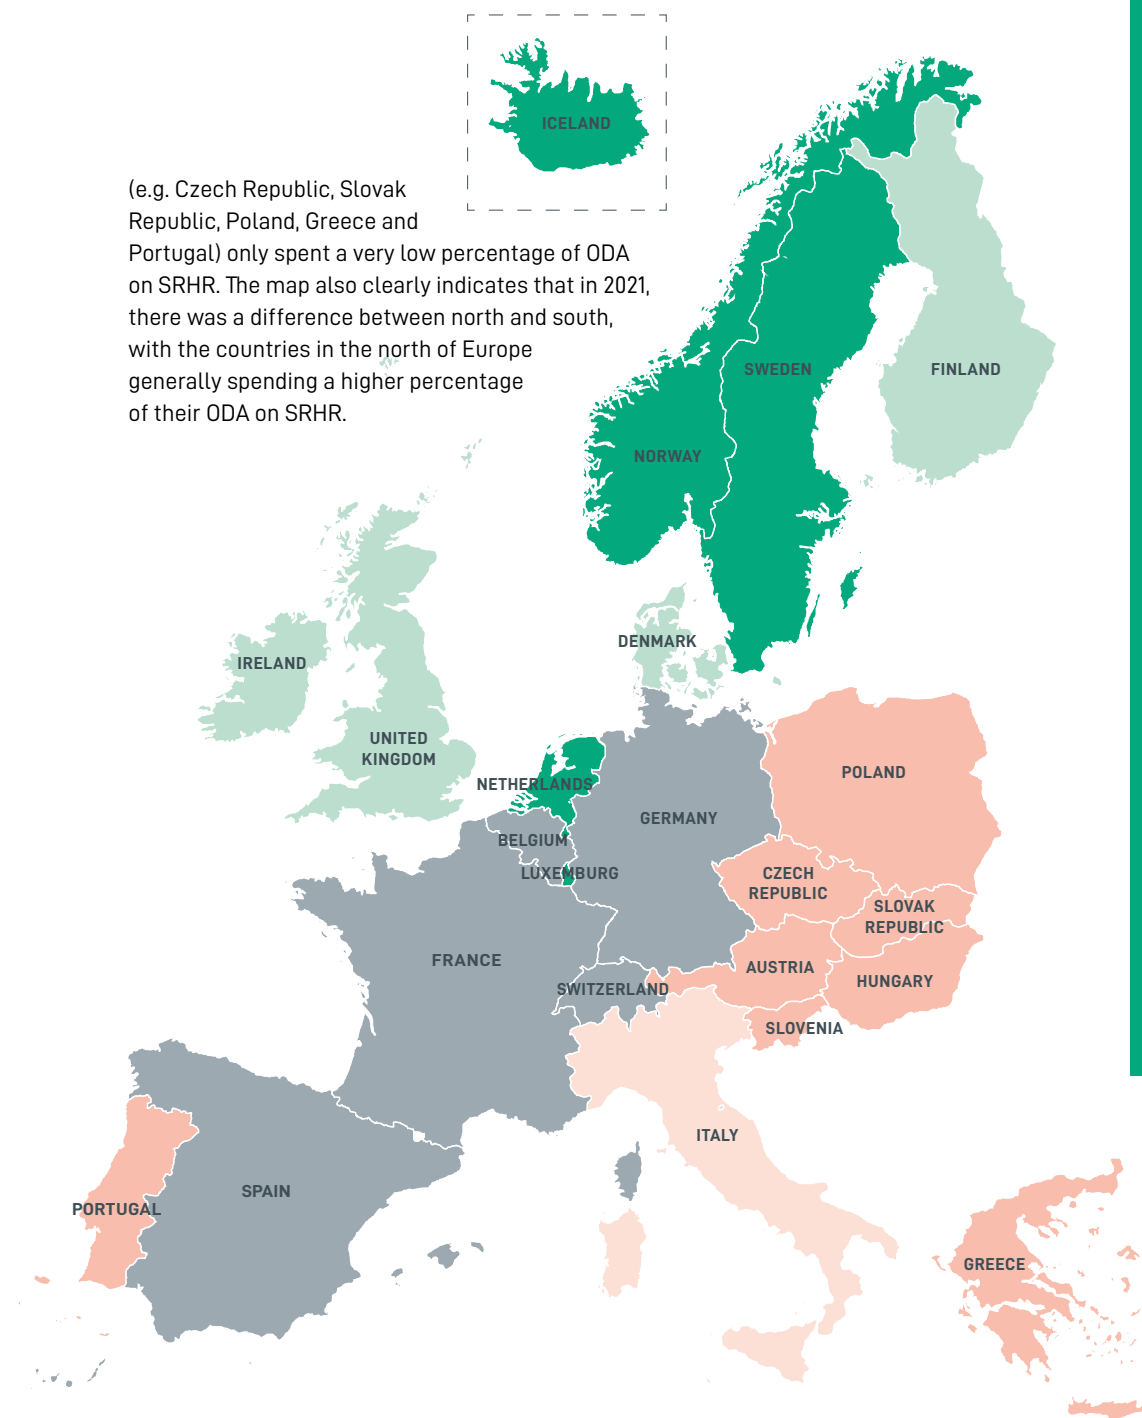 ICELAND
(e.g. Czech Republic, Slovak
Republic, Poland, Greece and
Portugal) only spent a very low percentage of ODA
on SRHR. The map also clearly indicates that in 2021,
there was a difference between north and south,
with the countries in the north of Europe
generally spending a higher percentage
of their ODA on SRHR.
SWEDEN
FINLAND
NORWAY
DENMARK
IRELAND
UNITED
KINGDOM
POLAND
NETHERLANDS
GERMANY
BELGIUM
LUXEMBURG
CZECH
REPUBLIC
SLOVAK
REPUBLIC
FRANCE
AUSTRIA
HUNGARY
SWITZERLAND
SLOVENIA
ITALY
SPAIN
PORTUGAL
GREECE